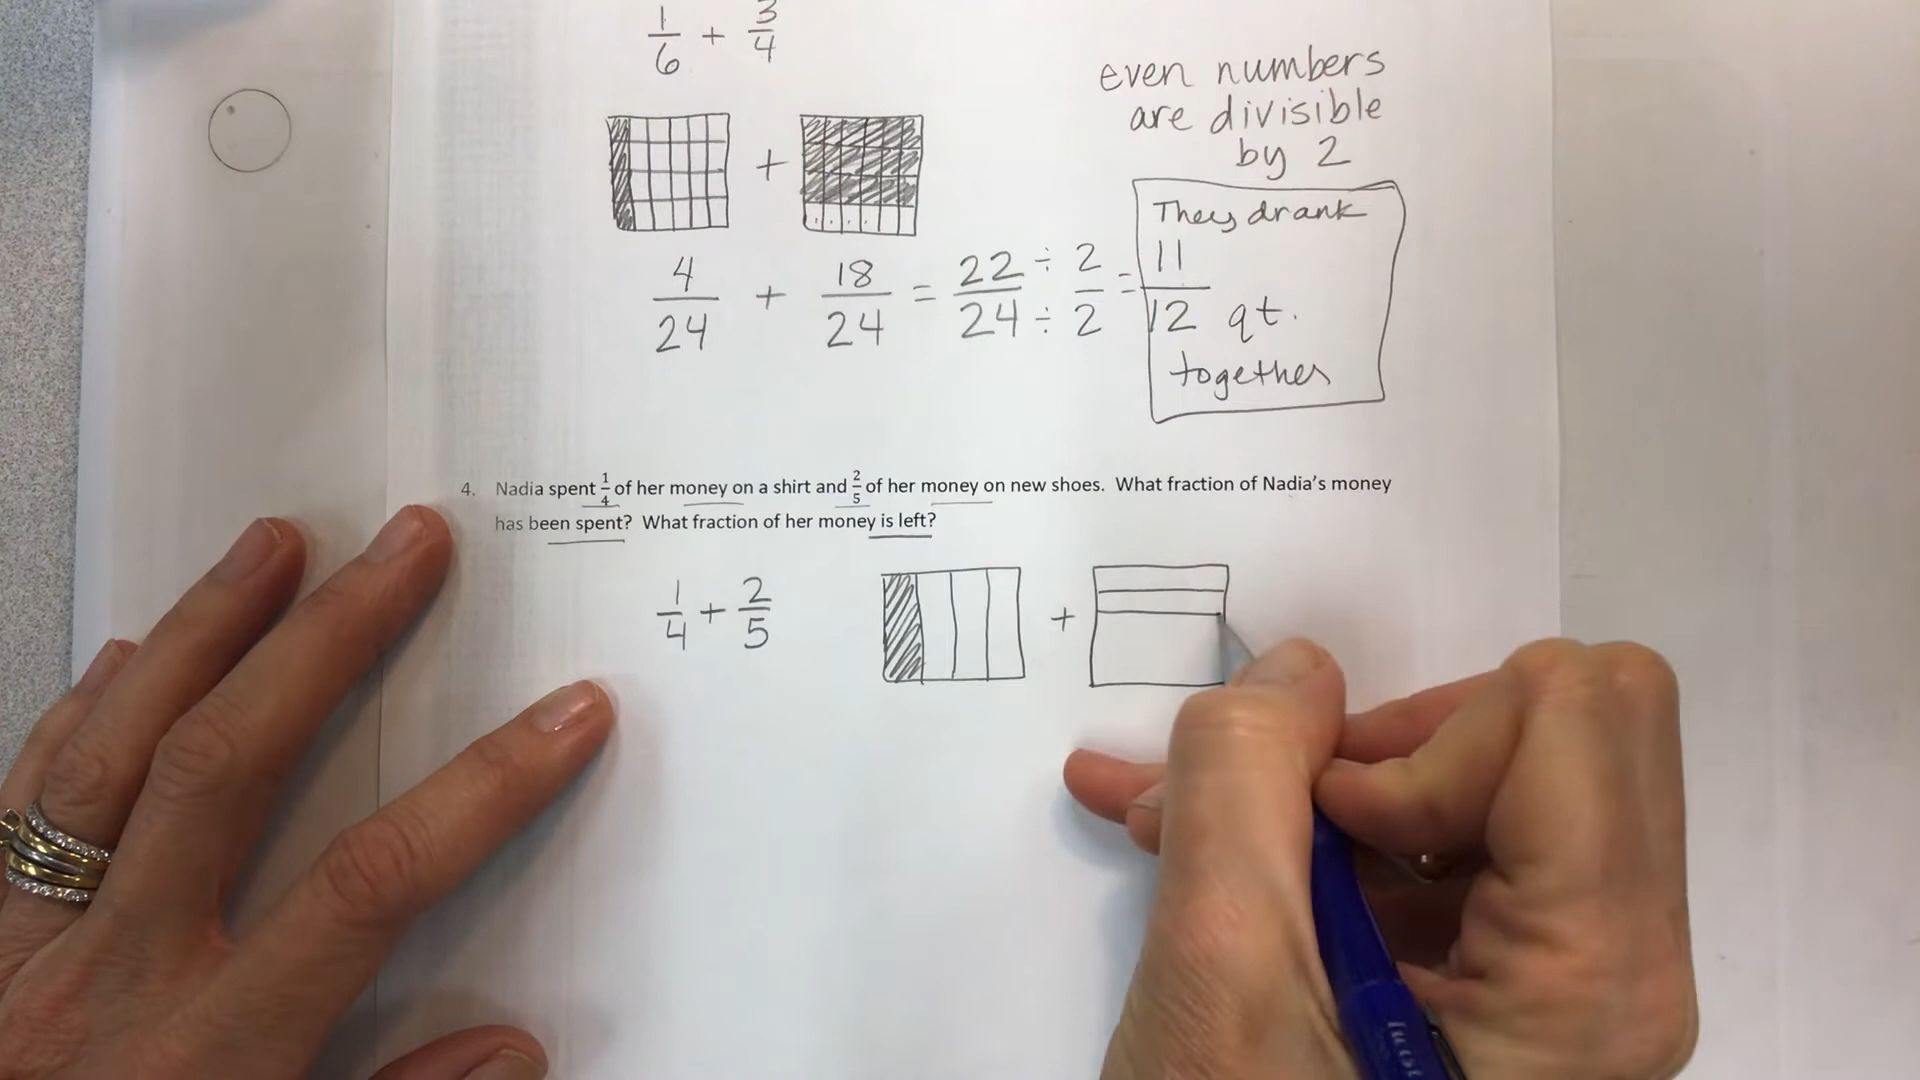 1/6 + 3/4
even numbers
are divisible
by 2
+
4/24 + 18/24 = 22/24 ÷ 2/÷ 2 = 11/12 qt.
They drank
together
4. Nadia spent 1/4 of her money on a shirt and 2/5 of her money on new shoes. What fraction of Nadia's money
has been spent? What fraction of her money is left?
1/4 + 2/5
+